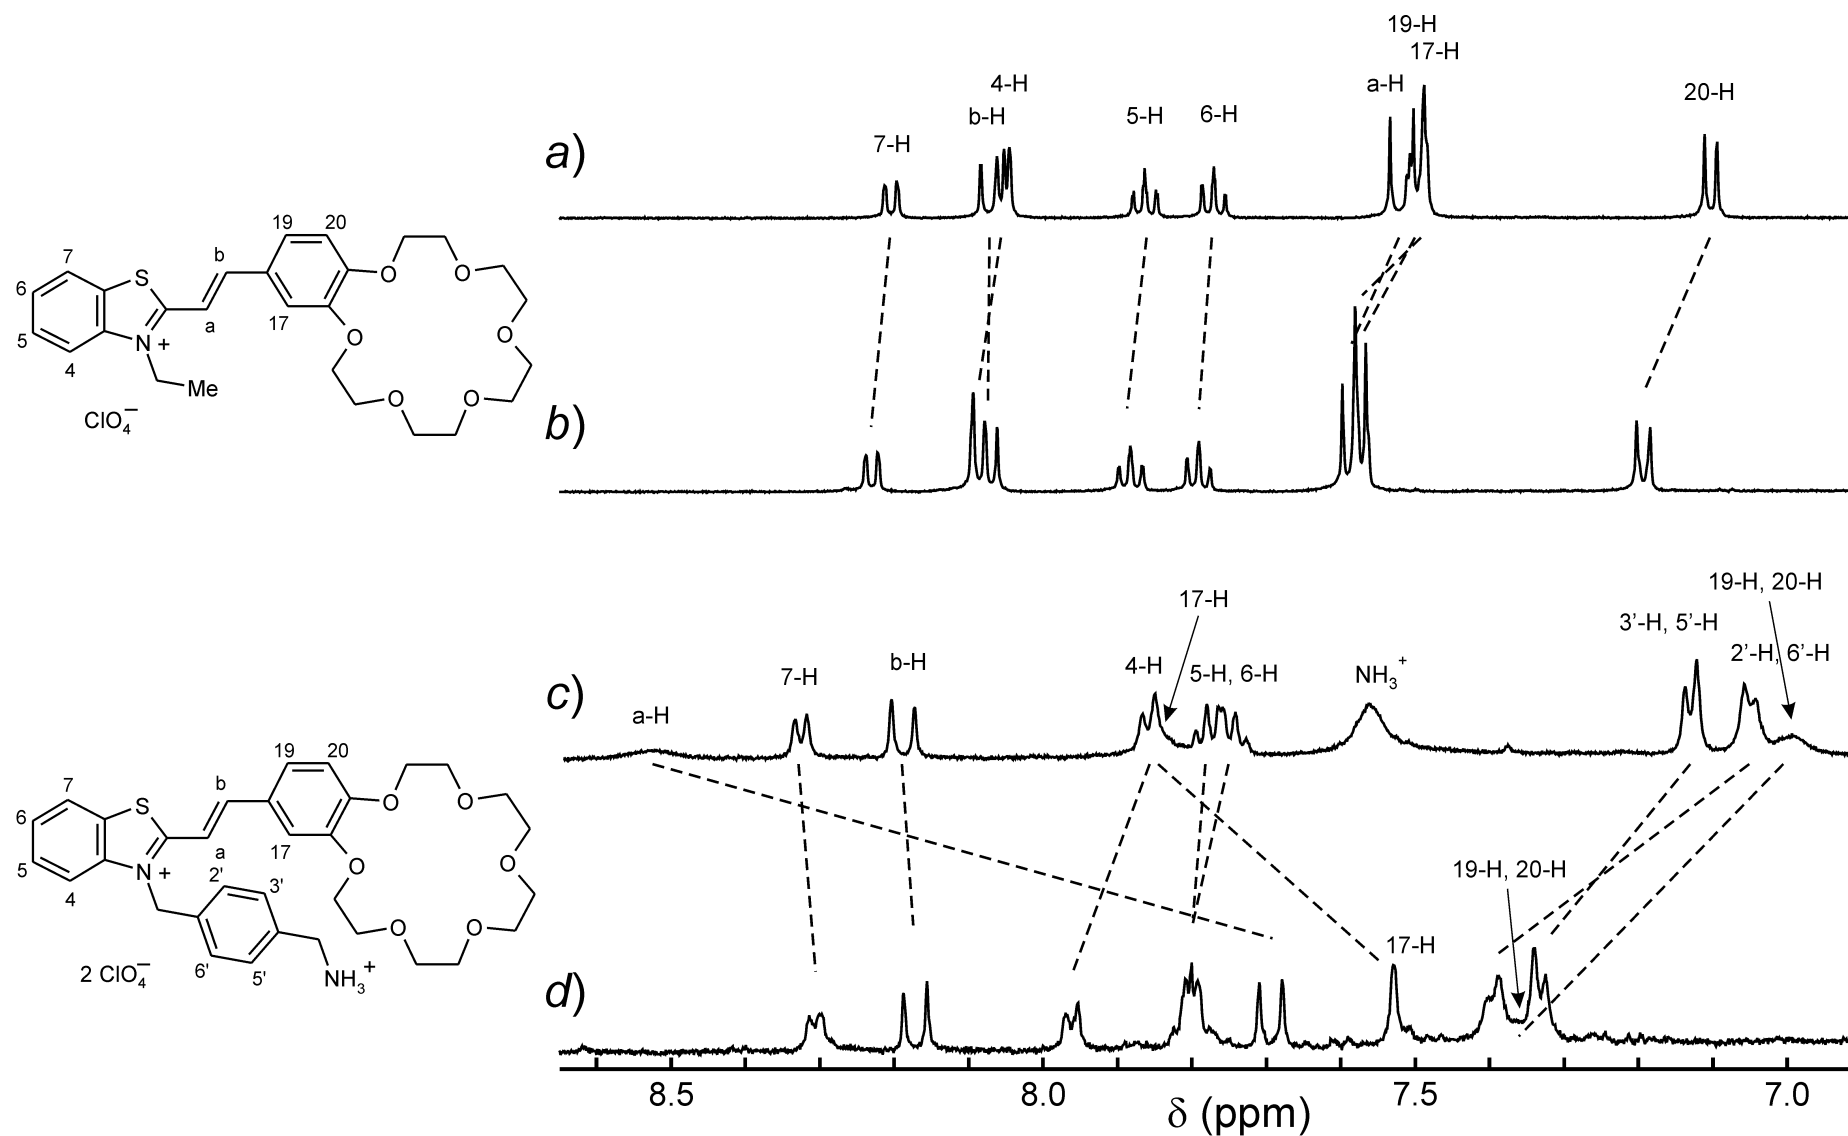 19-H
17-H
4-H
a-H
b-H
5-H
6-H
20-H
7-H
a)
19
20
b
7
S
O
O
6
a
17
O
O
5
N +
4
Me
O
O
ClO4−
b)
19-H, 20-H
17-H
3’-H, 5’-H
7-H
b-H
4-H
5-H, 6-H
NH3+
2’-H, 6’-H
c)
a-H
19
20
b
7
S
O
O
6
a
17
O
O
5
N +
2'
3'
4
O
O
6'
5'
2 ClO4−
NH3+
19-H, 20-H
17-H
d)
8.5
8.0
7.5
7.0
δ (ppm)